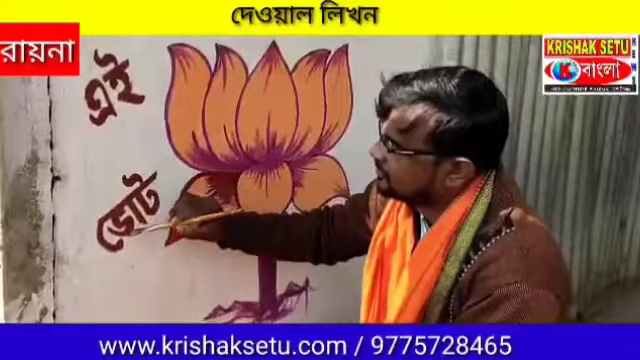 দেওয়াল লিখন
রায়না
KRISHAK SETU
বাংলা
এই
ভোট
www.krishaksetu.com / 9775728465